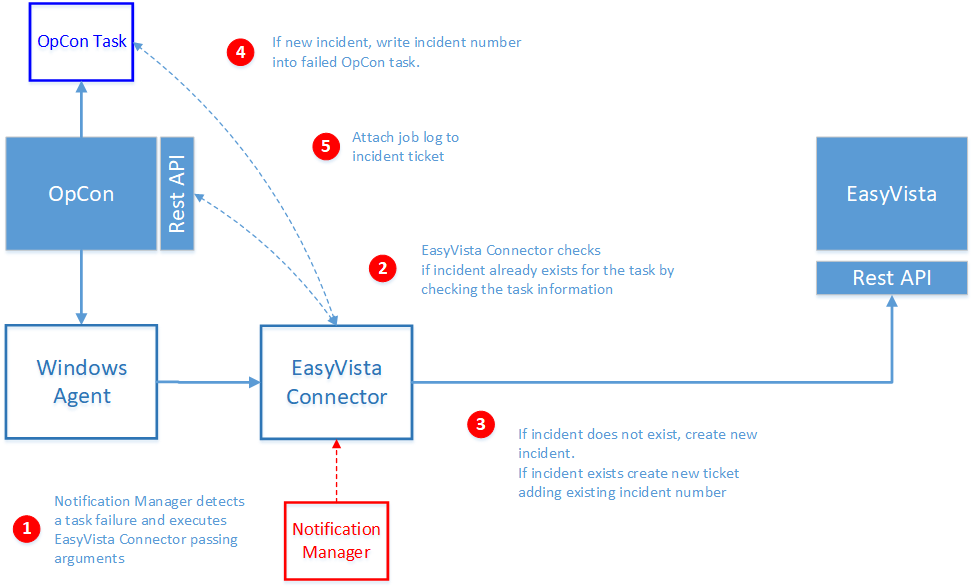 OpCon Task
4
If new incident, write incident number
into failed OpCon task.
5
Attach job log to
incident ticket
OpCon
Rest API
EasyVista
Rest API
2
EasyVista Connector checks
if incident already exists for the task by
checking the task information
Windows
Agent
EasyVista
Connector
3
If incident does not exist, create new
incident.
If incident exists create new ticket
adding existing incident number
1
Notification Manager detects
a task failure and executes
EasyVista Connector passing
arguments
Notification
Manager